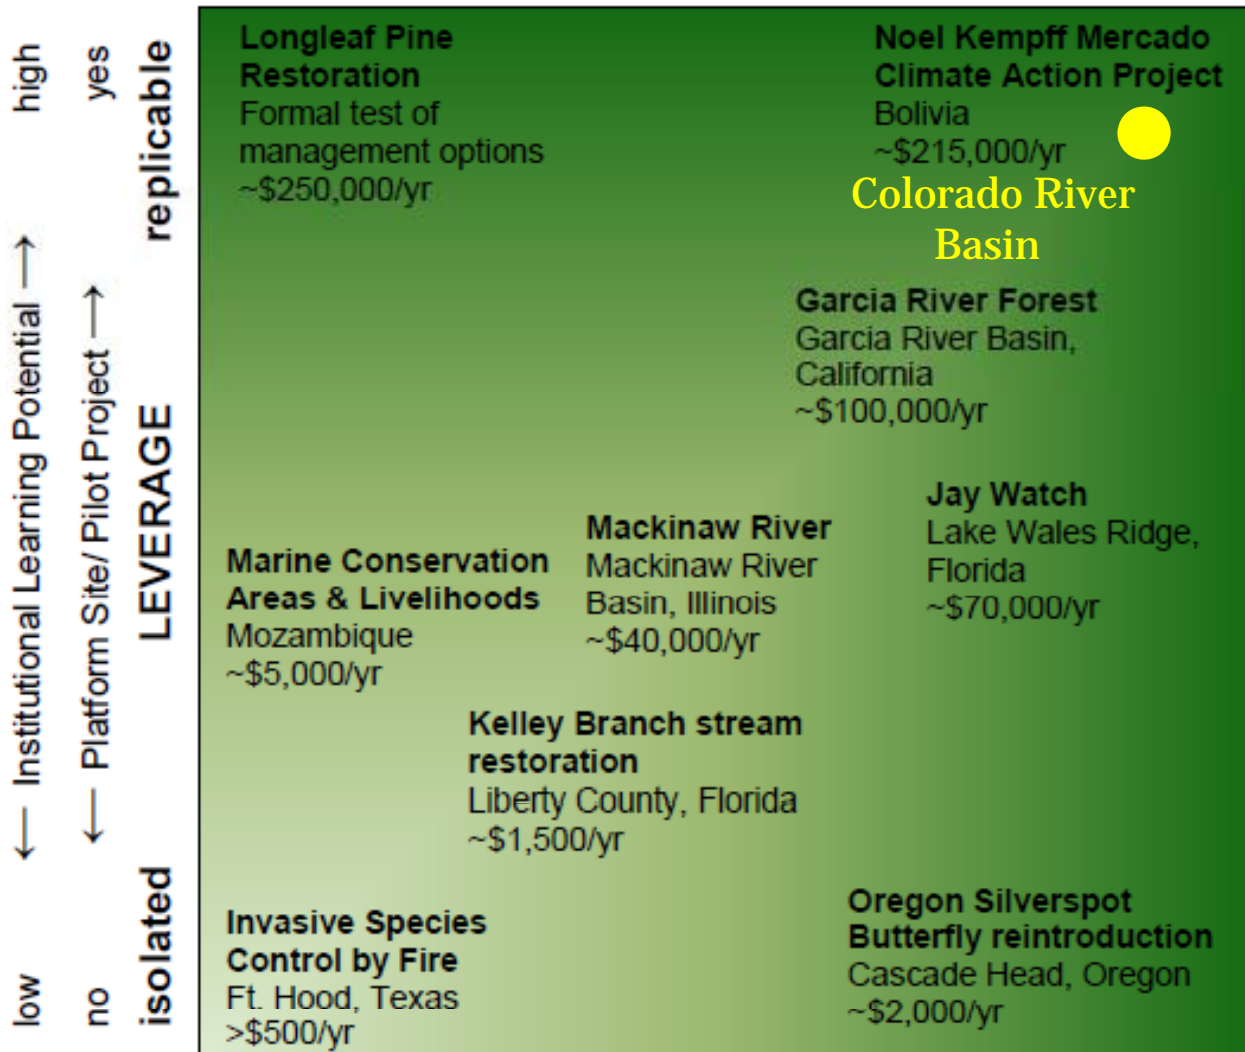 high
← Institutional Learning Potential →
low
yes
← Platform Site/ Pilot Project →
no
replicable
LEVERAGE
isolated
Longleaf Pine
Restoration
Formal test of
management options
~$250,000/yr
Noel Kempff Mercado
Climate Action Project
Bolivia
~$215,000/yr
Colorado River
Basin
Garcia River Forest
Garcia River Basin,
California
~$100,000/yr
Jay Watch
Lake Wales Ridge,
Florida
~$70,000/yr
Mackinaw River
Mackinaw River
Basin, Illinois
~$40,000/yr
Marine Conservation
Areas & Livelihoods
Mozambique
~$5,000/yr
Kelley Branch stream
restoration
Liberty County, Florida
~$1,500/yr
Invasive Species
Control by Fire
Ft. Hood, Texas
>$500/yr
Oregon Silverspot
Butterfly reintroduction
Cascade Head, Oregon
~$2,000/yr